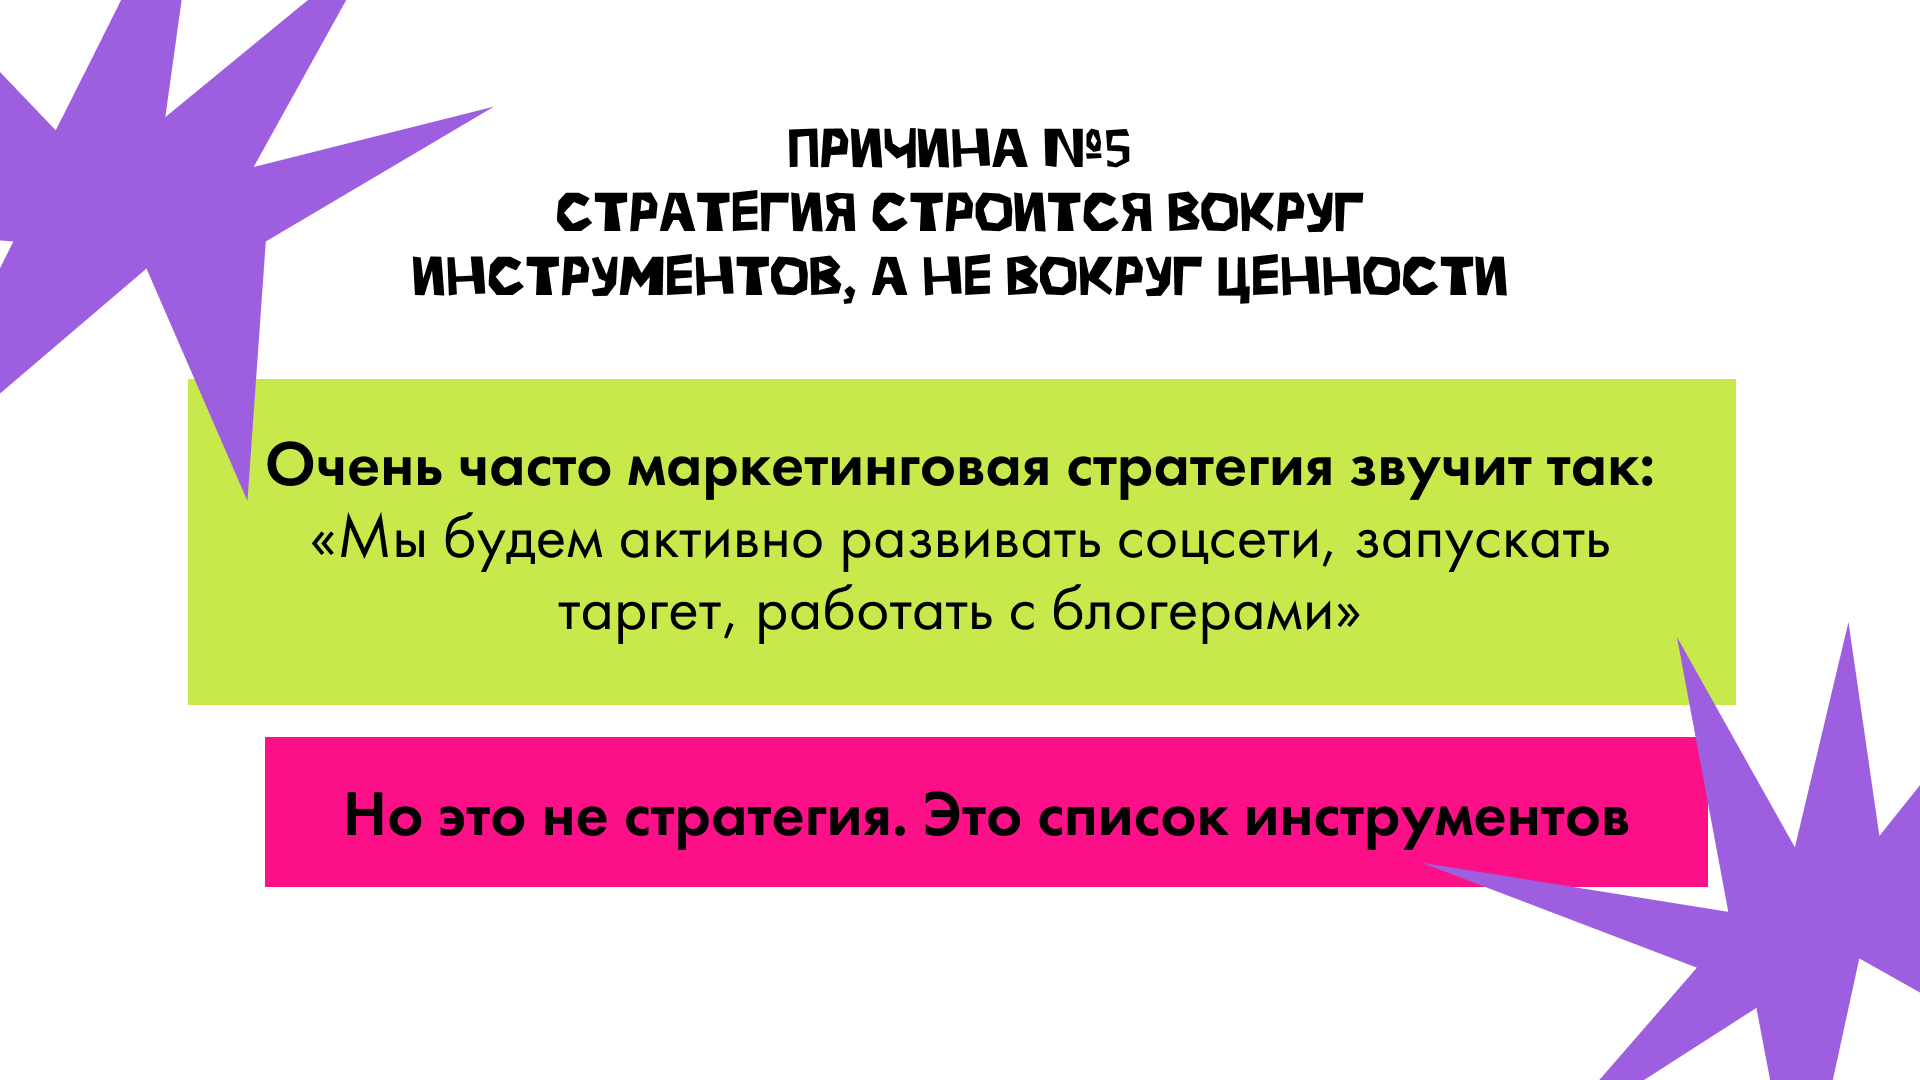 ПРИЧИНА №5
СТРАТЕГИЯ СТРОИТСЯ ВОКРУГ
ИНСТРУМЕНТОВ, А НЕ ВОКРУГ ЦЕННОСТИ
Очень часто маркетинговая стратегия звучит так:
«Мы будем активно развивать соцсети, запускать
таргет, работать с блогерами»
Но это не стратегия. Это список инструментов